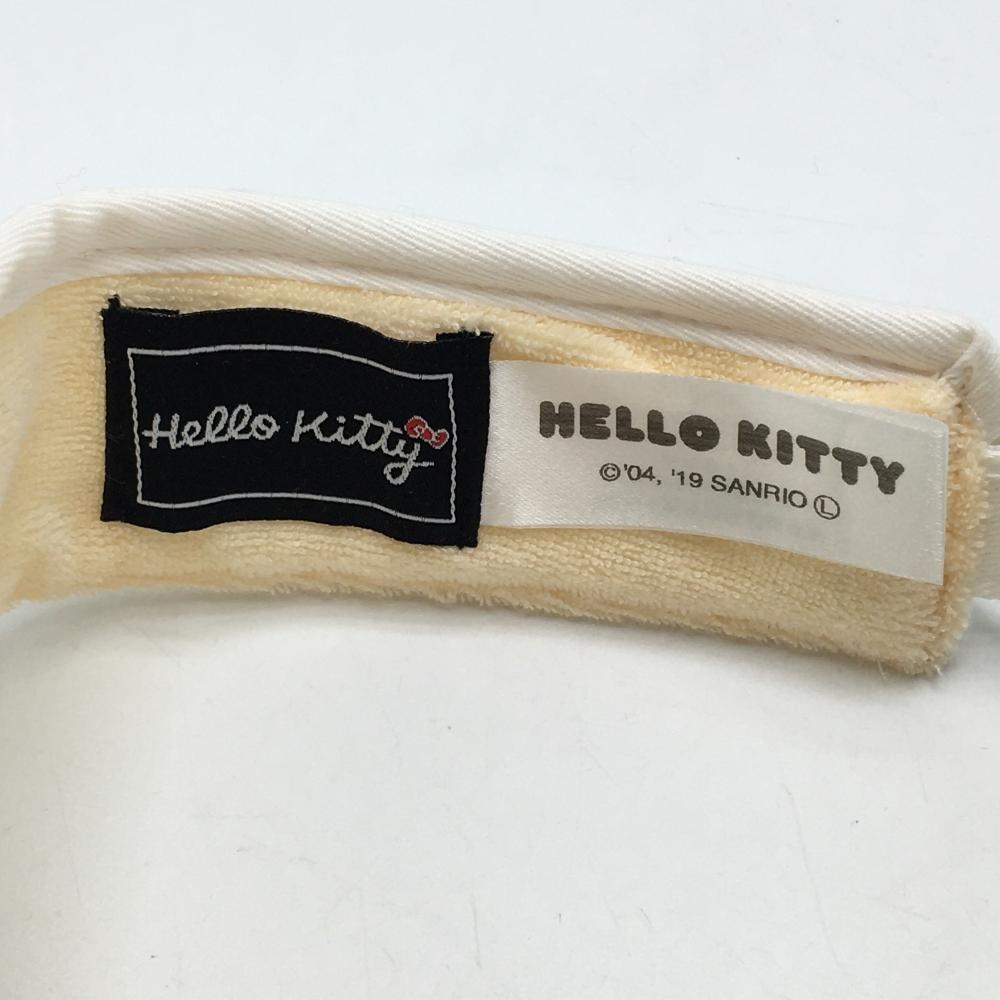 Hello Kitty
HELLO KITTY
©'04, '19 SANRIO Ⓛ